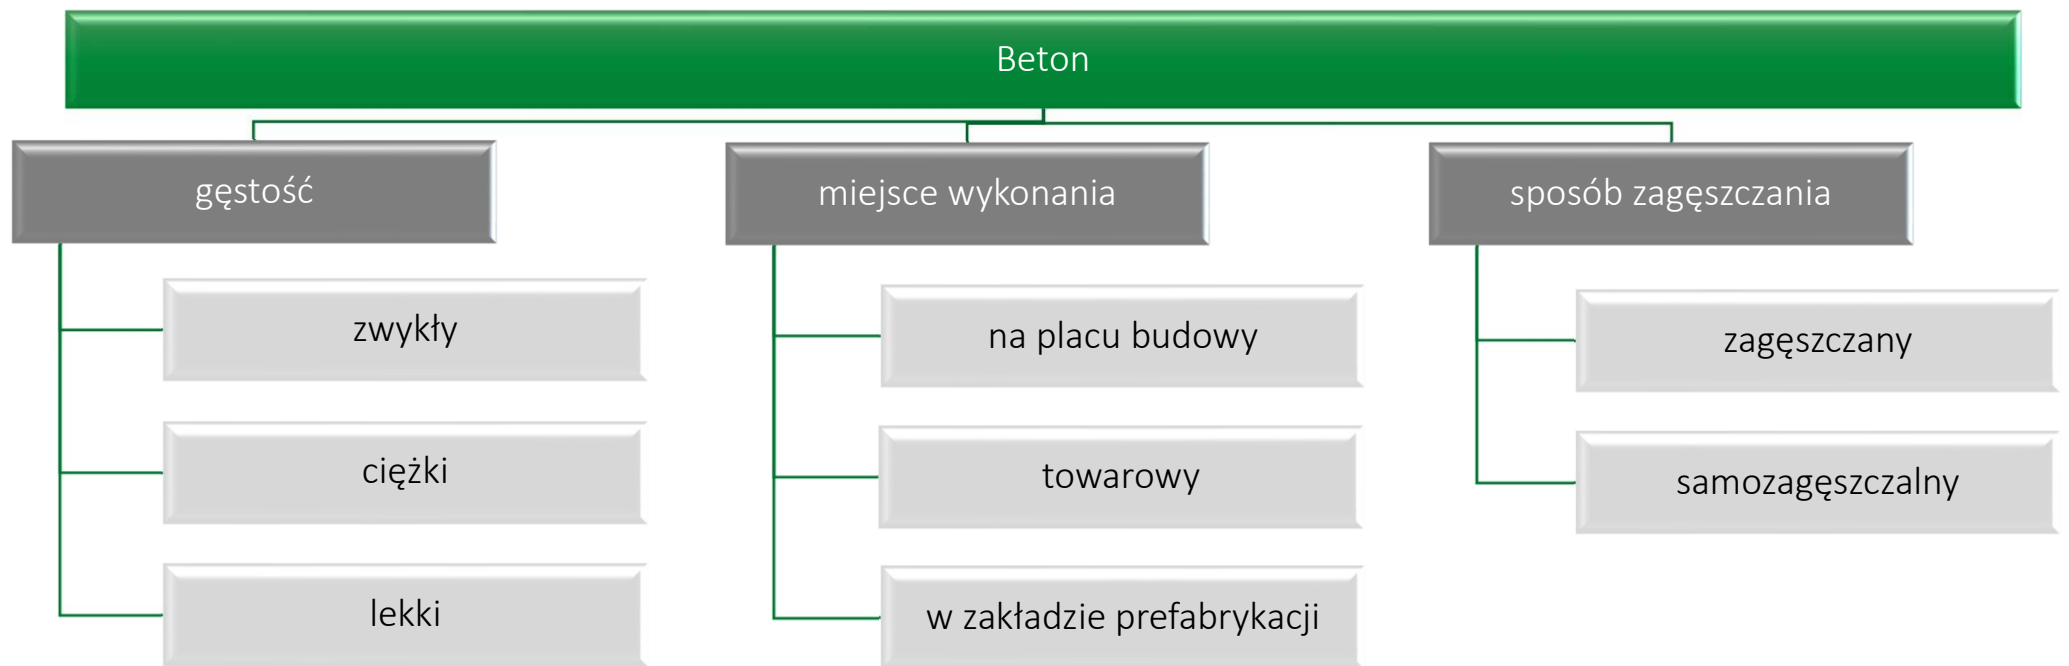 Beton
gęstość
zwykły
ciężki
lekki
miejsce wykonania
na placu budowy
towarowy
w zakładzie prefabrykacji
sposób zagęszczania
zagęszczany
samozagęszczalny